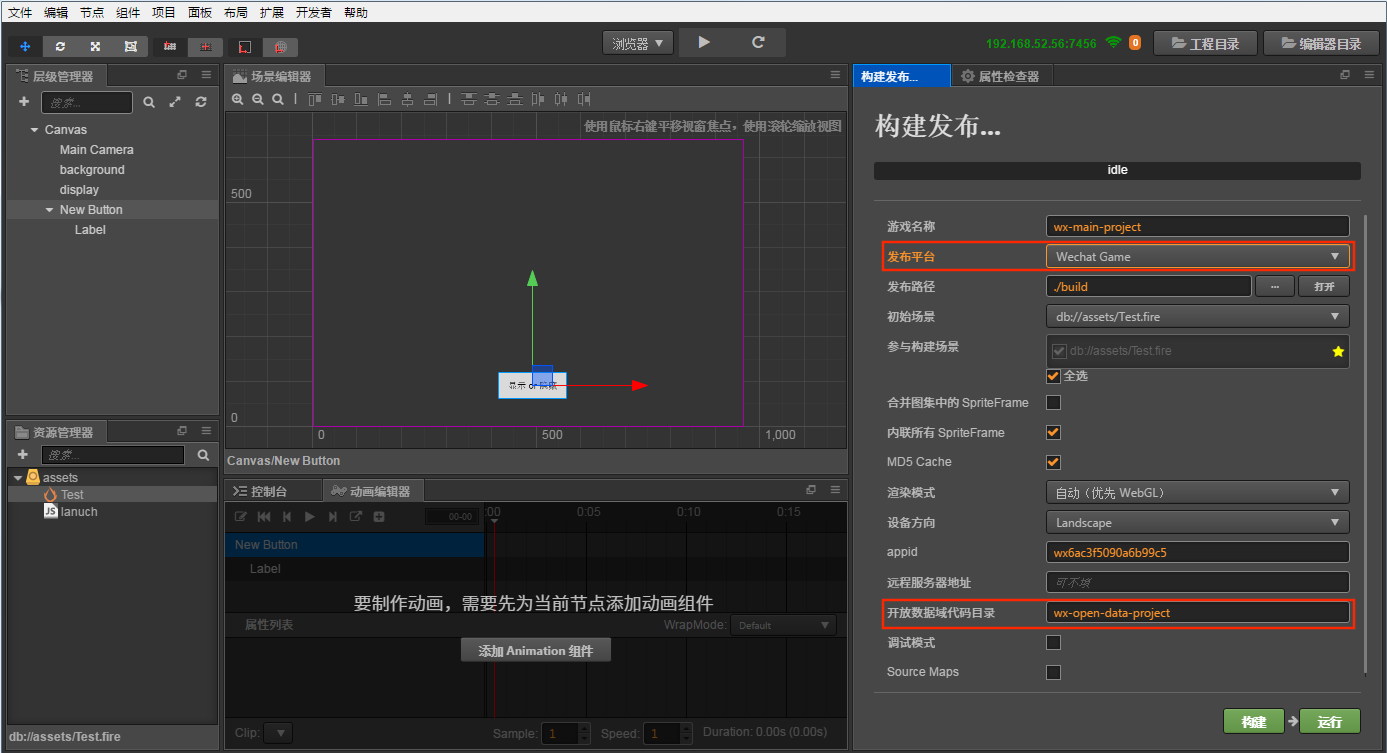 文件 编辑 节点 组件 项目 面板 布局 扩展 开发者 帮助
浏览器
192.168.52.56:7456
0
工程目录
编辑器目录
层级管理器
搜索...
Canvas
Main Camera
background
display
New Button
Label
场景编辑器
使用鼠标右键平移视窗焦点，使用滚轮缩放视图
500
0
0
500
1,000
显示 or 隐藏
Canvas/New Button
资源管理器
搜索...
assets
Test
JS lanuch
db://assets/Test.fire
控制台
动画编辑器
00-00
:00
0:05
0:10
0:15
New Button
Label
要制作动画，需要先为当前节点添加动画组件
属性列表
WrapMode:
Default
添加 Animation 组件
Clip:
Sample:
1
Speed:
1
Duration: 0.00s (0.00s)
构建发布...
属性检查器
构建发布...
idle
游戏名称
wx-main-project
发布平台
Wechat Game
发布路径
./build
...
打开
初始场景
db://assets/Test.fire
参与构建场景
db://assets/Test.fire
全选
合并图集中的 SpriteFrame
内联所有 SpriteFrame
MD5 Cache
渲染模式
自动（优先 WebGL）
设备方向
Landscape
appid
wx6ac3f5090a6b99c5
远程服务器地址
可不填
开放数据域代码目录
wx-open-data-project
调试模式
Source Maps
构建
运行